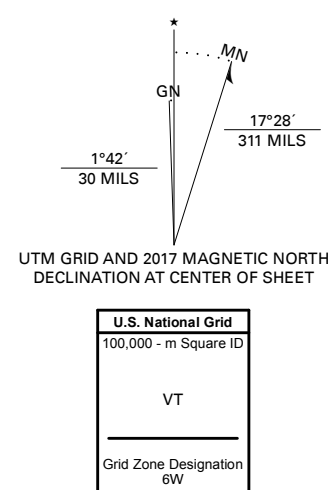 ★
MN
GN
17°28´
311 MILS
1°42´
30 MILS
UTM GRID AND 2017 MAGNETIC NORTH
DECLINATION AT CENTER OF SHEET
U.S. National Grid
100,000 - m Square ID
VT
Grid Zone Designation
6W